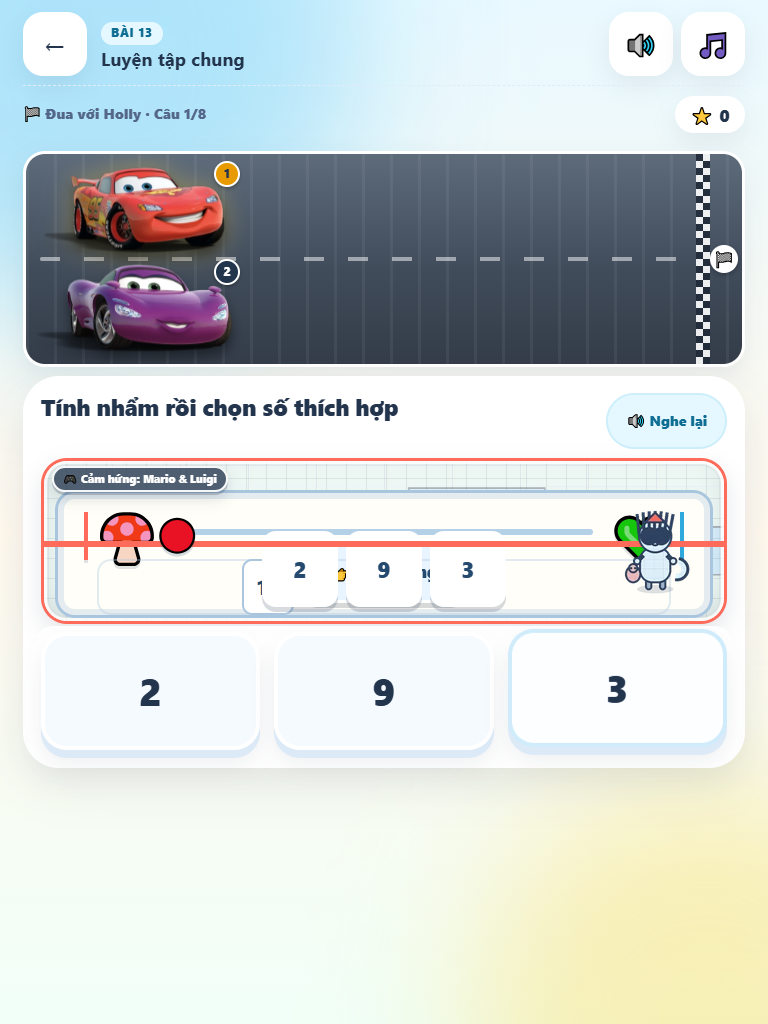 ←
BÀI 13
Luyện tập chung
Đua với Holly · Câu 1/8
0
1
2
Tính nhẩm rồi chọn số thích hợp
Nghe lại
Cảm hứng: Mario & Luigi
2
9
3
2
9
3